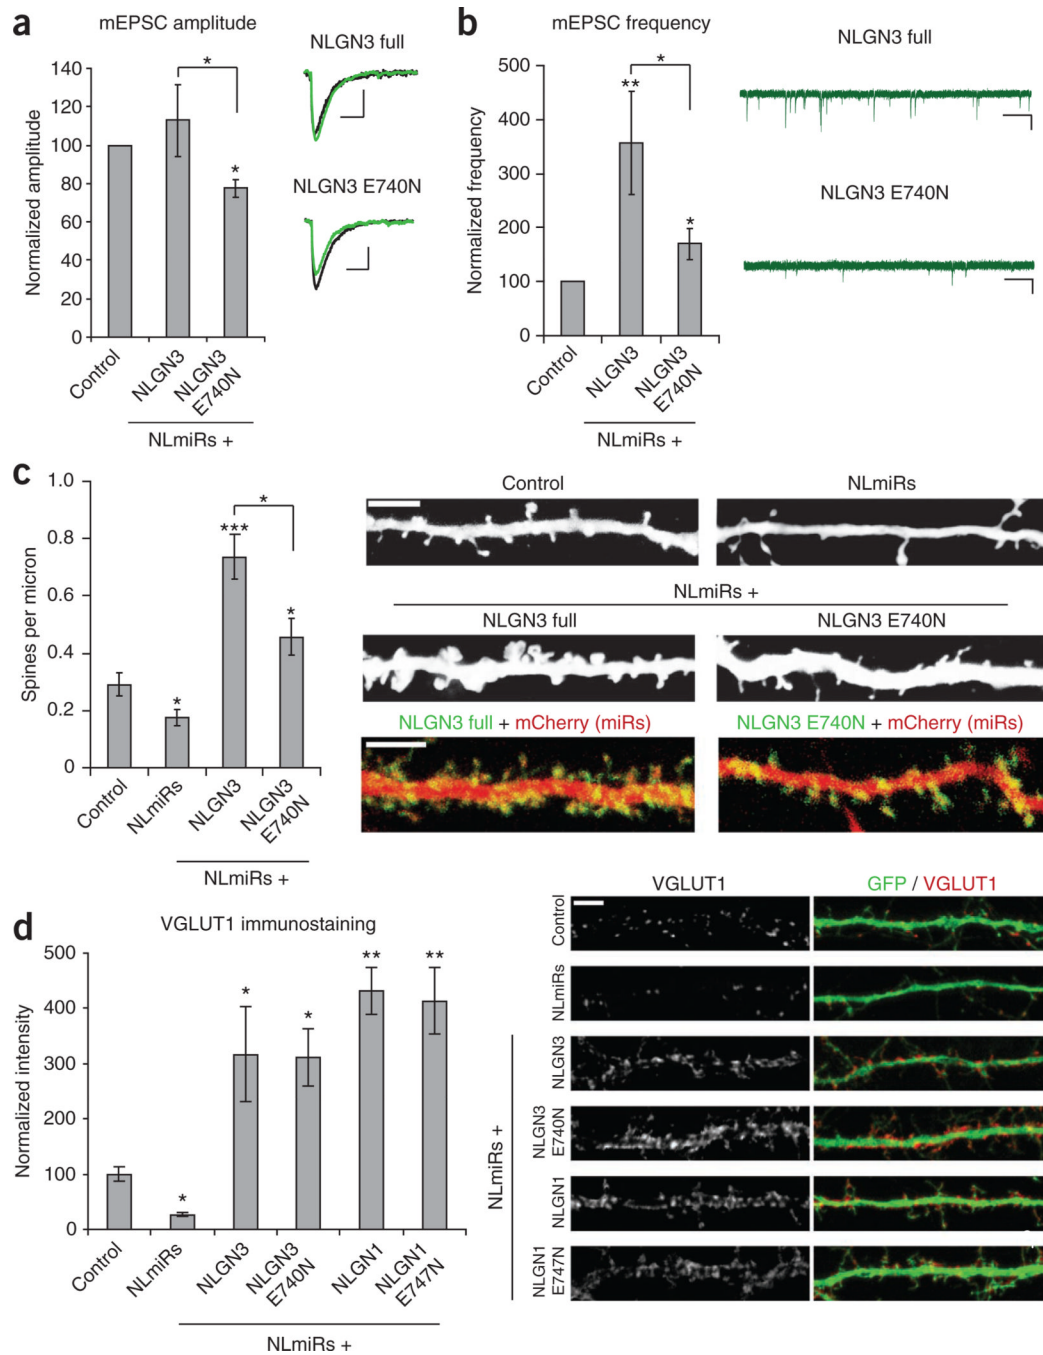 a
mEPSC amplitude
Normalized amplitude
140
120
100
80
60
40
20
0
*
*
Control
NLGN3
NLGN3
E740N
NLmiRs +
NLGN3 full
NLGN3 E740N
b
mEPSC frequency
Normalized frequency
500
400
300
200
100
0
**
*
*
Control
NLGN3
NLGN3
E740N
NLmiRs +
NLGN3 full
NLGN3 E740N
c
Spines per micron
1.0
0.8
0.6
0.4
0.2
0
*
***
*
*
Control
NLmiRs
NLGN3
NLGN3
E740N
NLmiRs +
Control
NLmiRs
NLmiRs +
NLGN3 full
NLGN3 E740N
NLGN3 full + mCherry (miRs)
NLGN3 E740N + mCherry (miRs)
d
VGLUT1 immunostaining
Normalized intensity
500
400
300
200
100
0
*
*
*
**
**
Control
NLmiRs
NLGN3
NLGN3
E740N
NLGN1
NLGN1
E747N
NLmiRs +
VGLUT1
GFP / VGLUT1
Control
NLmiRs
NLmiRs +
NLGN3
NLGN3
E740N
NLGN1
NLGN1
E747N